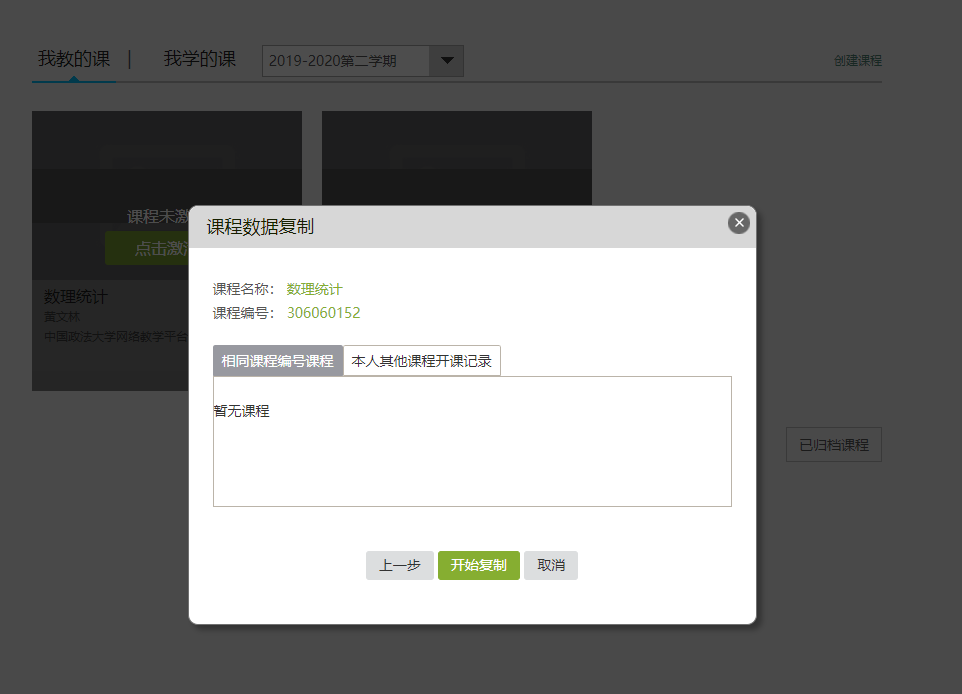 我教的课 | 我学的课 2019-2020第二学期 创建课程
课程未激
点击激
课程数据复制
课程名称： 数理统计
课程编号： 306060152
相同课程编号课程 本人其他课程开课记录
暂无课程
上一步 开始复制 取消
数理统计
黄文林
中国政法大学网络教学平台
已归档课程